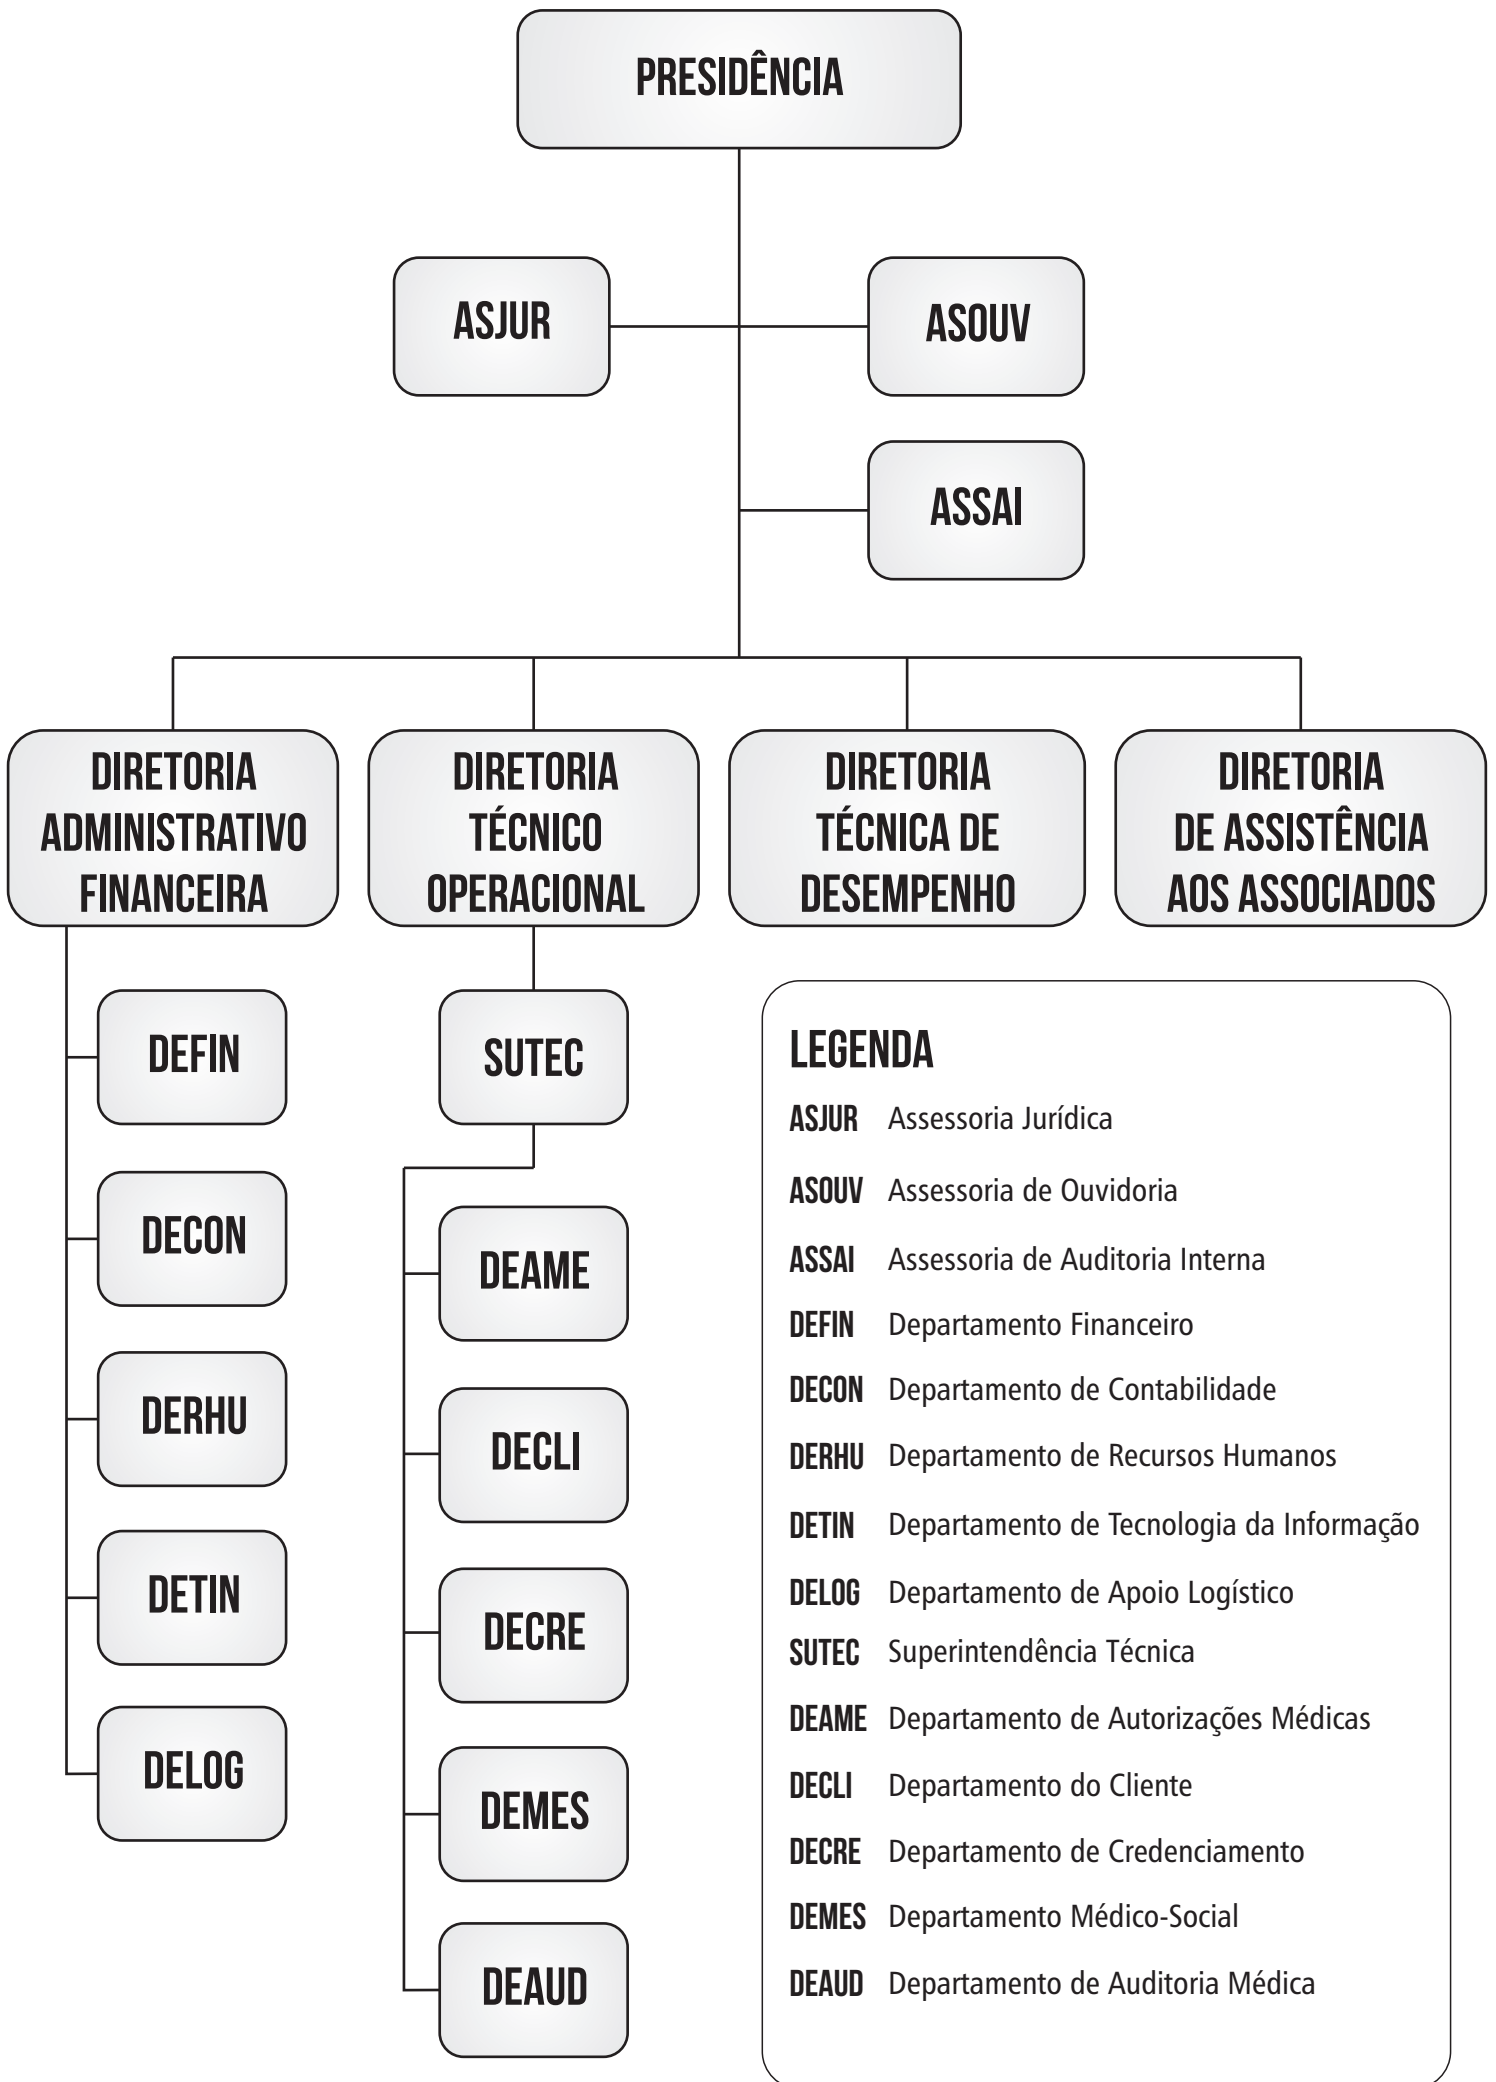 PRESIDÊNCIA
ASJUR
ASOUV
ASSAI
DIRETORIA
ADMINISTRATIVO
FINANCEIRA
DIRETORIA
TÉCNICO
OPERACIONAL
DIRETORIA
TÉCNICA DE
DESEMPENHO
DIRETORIA
DE ASSISTÊNCIA
AOS ASSOCIADOS
DEFIN
DECON
DERHU
DETIN
DELOG
SUTEC
DEAME
DECLI
DECRE
DEMES
DEAUD
LEGENDA
ASJUR Assessoria Jurídica
ASOUV Assessoria de Ouvidoria
ASSAI Assessoria de Auditoria Interna
DEFIN Departamento Financeiro
DECON Departamento de Contabilidade
DERHU Departamento de Recursos Humanos
DETIN Departamento de Tecnologia da Informação
DELOG Departamento de Apoio Logístico
SUTEC Superintendência Técnica
DEAME Departamento de Autorizações Médicas
DECLI Departamento do Cliente
DECRE Departamento de Credenciamento
DEMES Departamento Médico-Social
DEAUD Departamento de Auditoria Médica